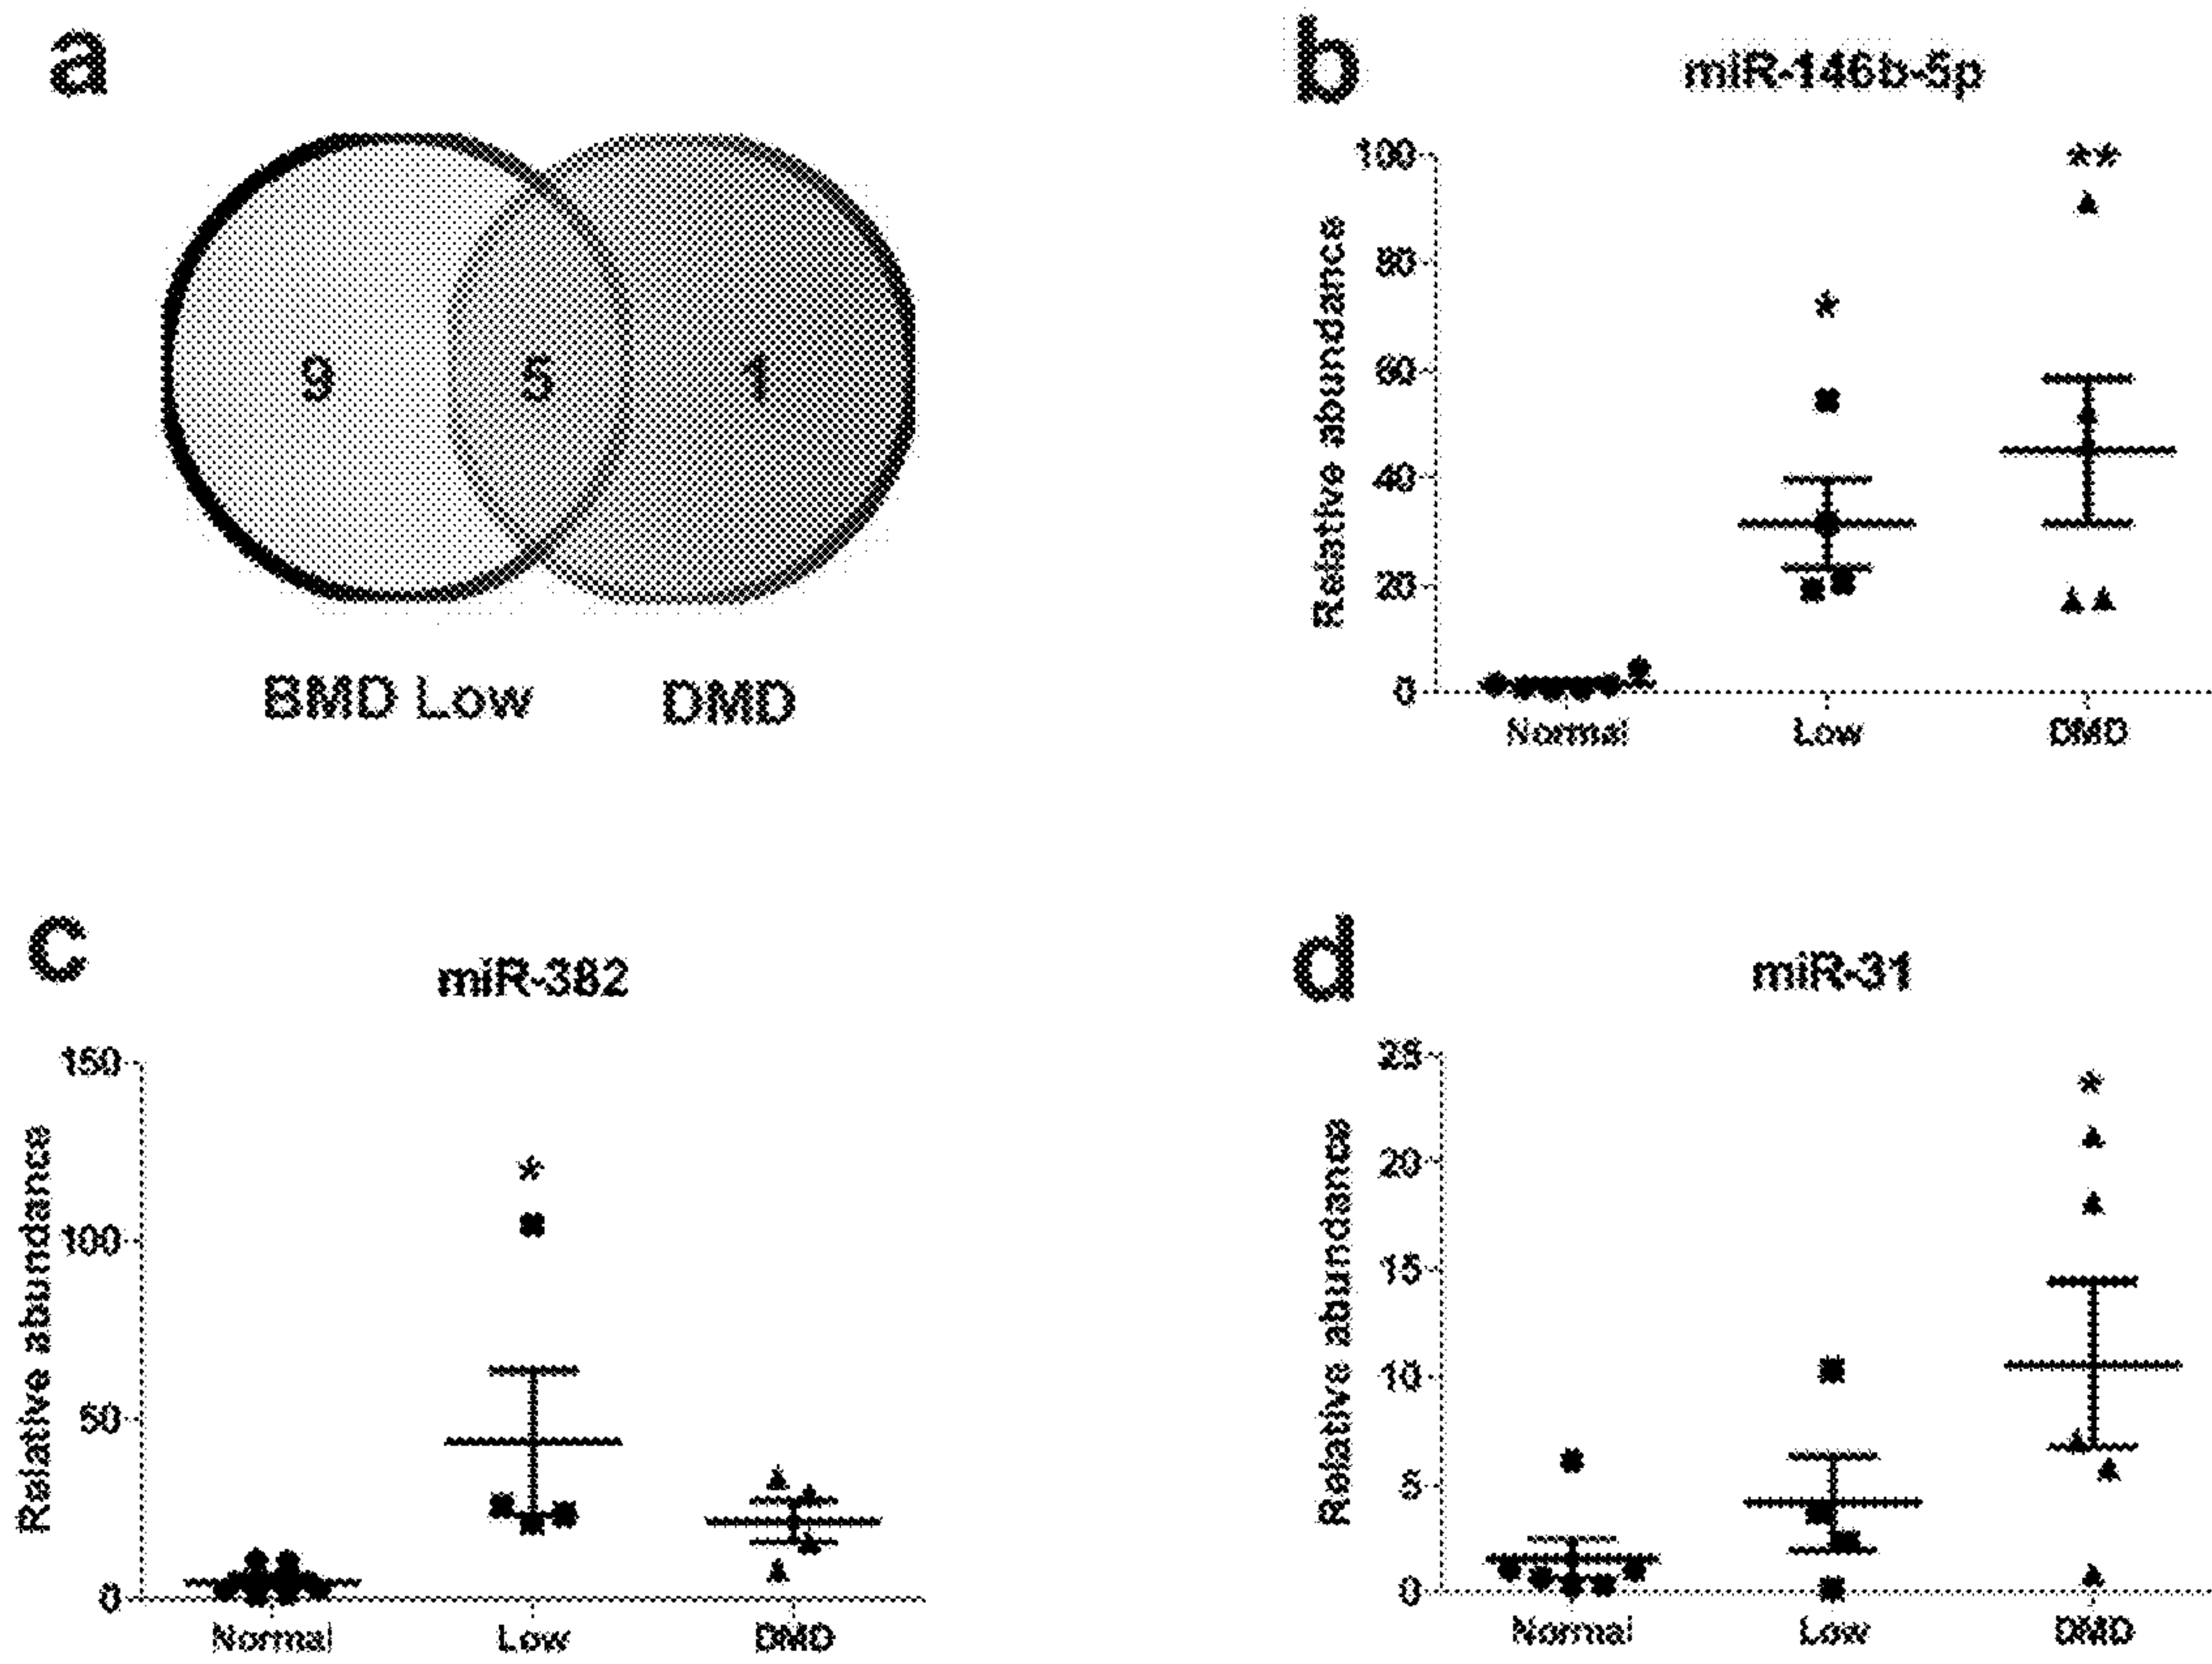 a
9
5
1
BMD Low
DMD
b
miR-146b-5p
Relative abundance
100
80
60
40
20
0
**
*
Normal
Low
DMD
c
miR-382
Relative abundance
150
100
50
0
*
Normal
Low
DMD
d
miR-31
Relative abundance
25
20
15
10
5
0
*
Normal
Low
DMD